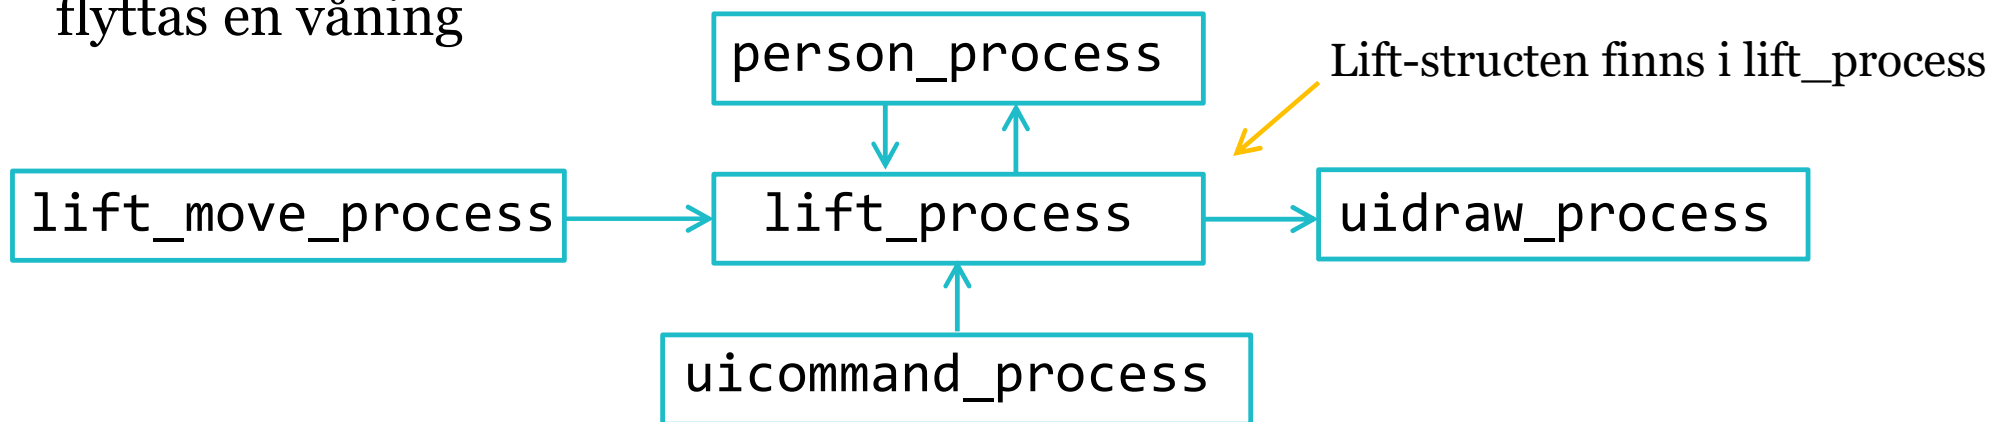 flyttas en våning
person_process
Lift-structen finns i lift_process
lift_move_process
lift_process
uidraw_process
uicommand_process